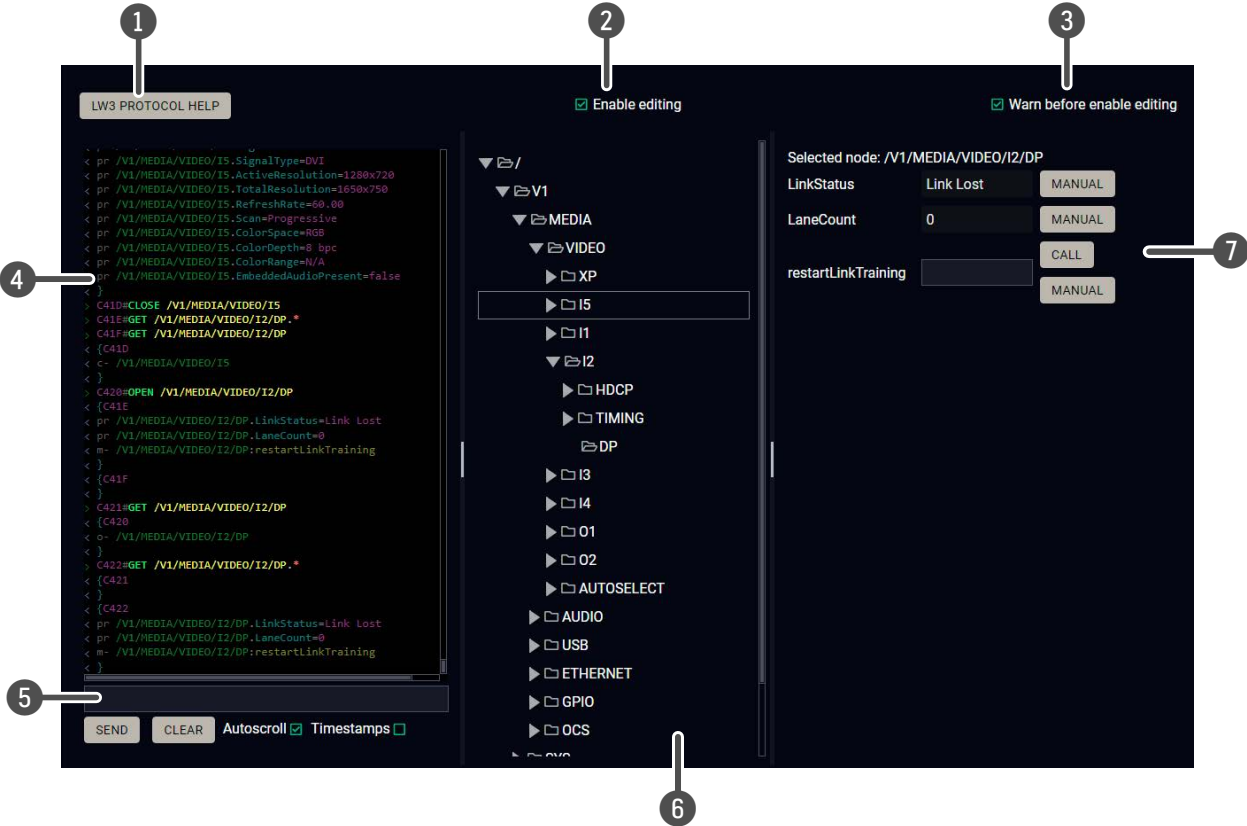 1
2
3
LW3 PROTOCOL HELP
Enable editing
Warn before enable editing
< pr /V1/MEDIA/VIDEO/I5.SignalType=DVI
< pr /V1/MEDIA/VIDEO/I5.ActiveResolution=1280x720
< pr /V1/MEDIA/VIDEO/I5.TotalResolution=1650x750
< pr /V1/MEDIA/VIDEO/I5.RefreshRate=60.00
< pr /V1/MEDIA/VIDEO/I5.Scan=Progressive
< pr /V1/MEDIA/VIDEO/I5.ColorSpace=RGB
< pr /V1/MEDIA/VIDEO/I5.ColorDepth=8 bpc
< pr /V1/MEDIA/VIDEO/I5.ColorRange=N/A
pr /V1/MEDIA/VIDEO/I5.EmbeddedAudioPresent=false
< }
> C41D#CLOSE /V1/MEDIA/VIDEO/I5
> C41E#GET /V1/MEDIA/VIDEO/I2/DP.*
> C41F#GET /V1/MEDIA/VIDEO/I2/DP
< {C41D
< c- /V1/MEDIA/VIDEO/I5
< }
> C420#OPEN /V1/MEDIA/VIDEO/I2/DP
< {C41E
< pr /V1/MEDIA/VIDEO/I2/DP.LinkStatus=Link Lost
< pr /V1/MEDIA/VIDEO/I2/DP.LaneCount=0
< m- /V1/MEDIA/VIDEO/I2/DP:restartLinkTraining
< }
< {C41F
< }
> C421#GET /V1/MEDIA/VIDEO/I2/DP
< {C420
< o- /V1/MEDIA/VIDEO/I2/DP
< }
> C422#GET /V1/MEDIA/VIDEO/I2/DP.*
< {C421
< }
< {C422
< pr /V1/MEDIA/VIDEO/I2/DP.LinkStatus=Link Lost
< pr /V1/MEDIA/VIDEO/I2/DP.LaneCount=0
< m- /V1/MEDIA/VIDEO/I2/DP:restartLinkTraining
< }
4
5
SEND
CLEAR
Autoscroll
Timestamps
/
V1
MEDIA
VIDEO
XP
I5
I1
I2
HDCP
TIMING
DP
I3
I4
O1
O2
AUTOSELECT
AUDIO
USB
ETHERNET
GPIO
OCS
6
Selected node: /V1/MEDIA/VIDEO/I2/DP
LinkStatus Link Lost MANUAL
LaneCount 0 MANUAL
CALL
restartLinkTraining
MANUAL
7